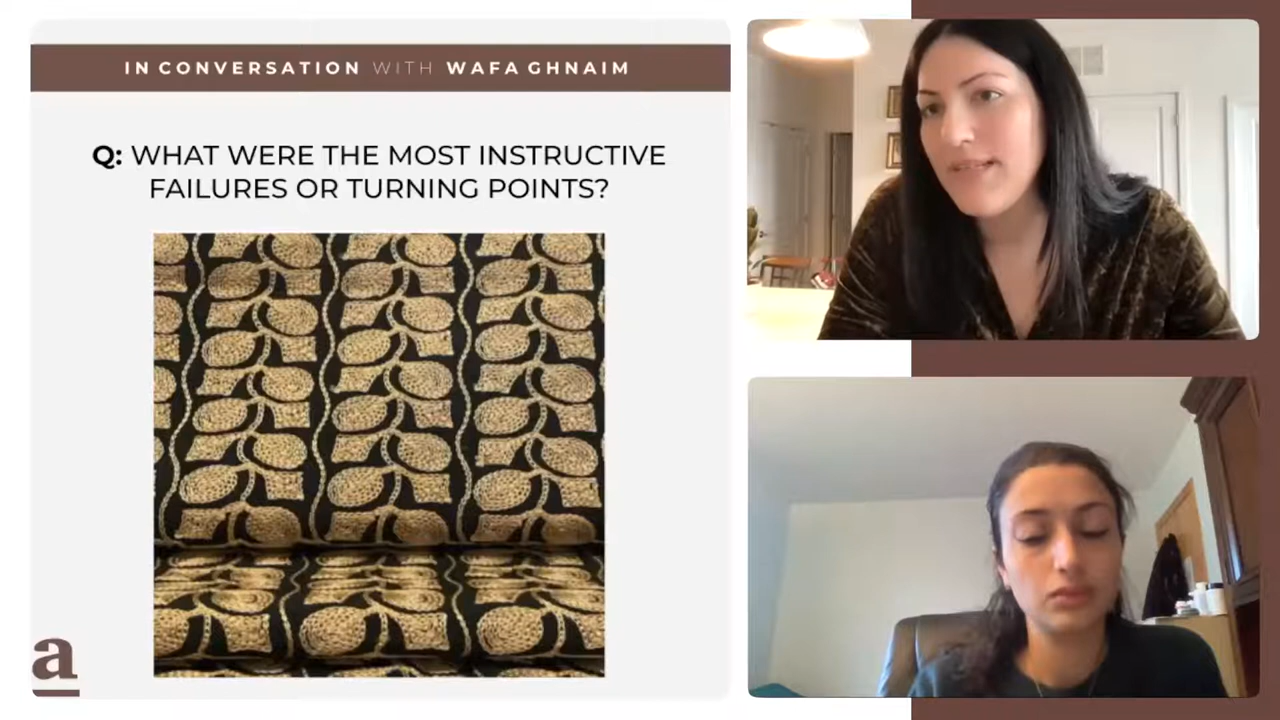 IN CONVERSATION WITH WAFA GHNAIM
Q: WHAT WERE THE MOST INSTRUCTIVE
FAILURES OR TURNING POINTS?
a